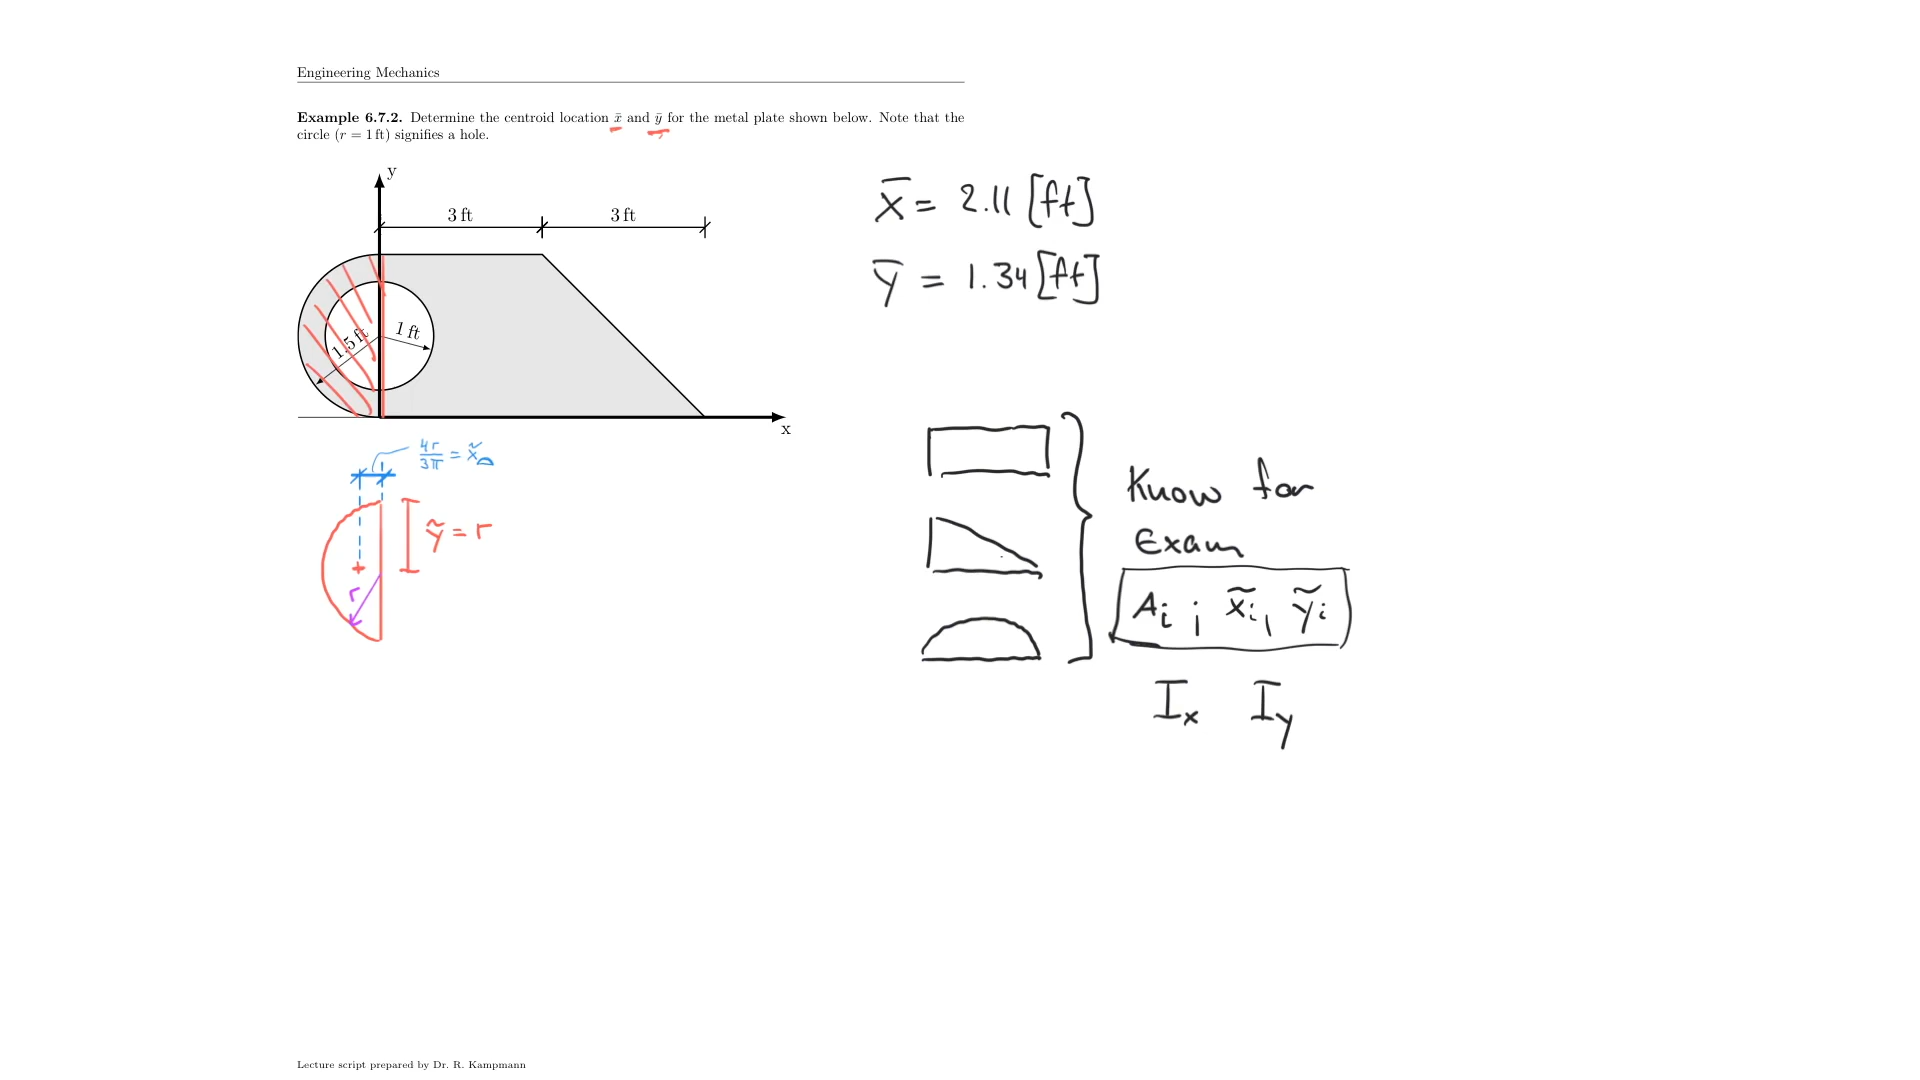 Engineering Mechanics
Example 6.7.2. Determine the centroid location x̄ and ȳ for the metal plate shown below. Note that the
circle (r = 1 ft) signifies a hole.
y
3 ft
3 ft
1.5 ft
1 ft
x
4r/3π = x̃
ỹ = r
r
x̄ = 2.11 [ft]
ȳ = 1.34 [ft]
Know for
Exam
Aᵢ ; x̃ᵢ, ỹᵢ
Iₓ I_y
Lecture script prepared by Dr. R. Kampmann